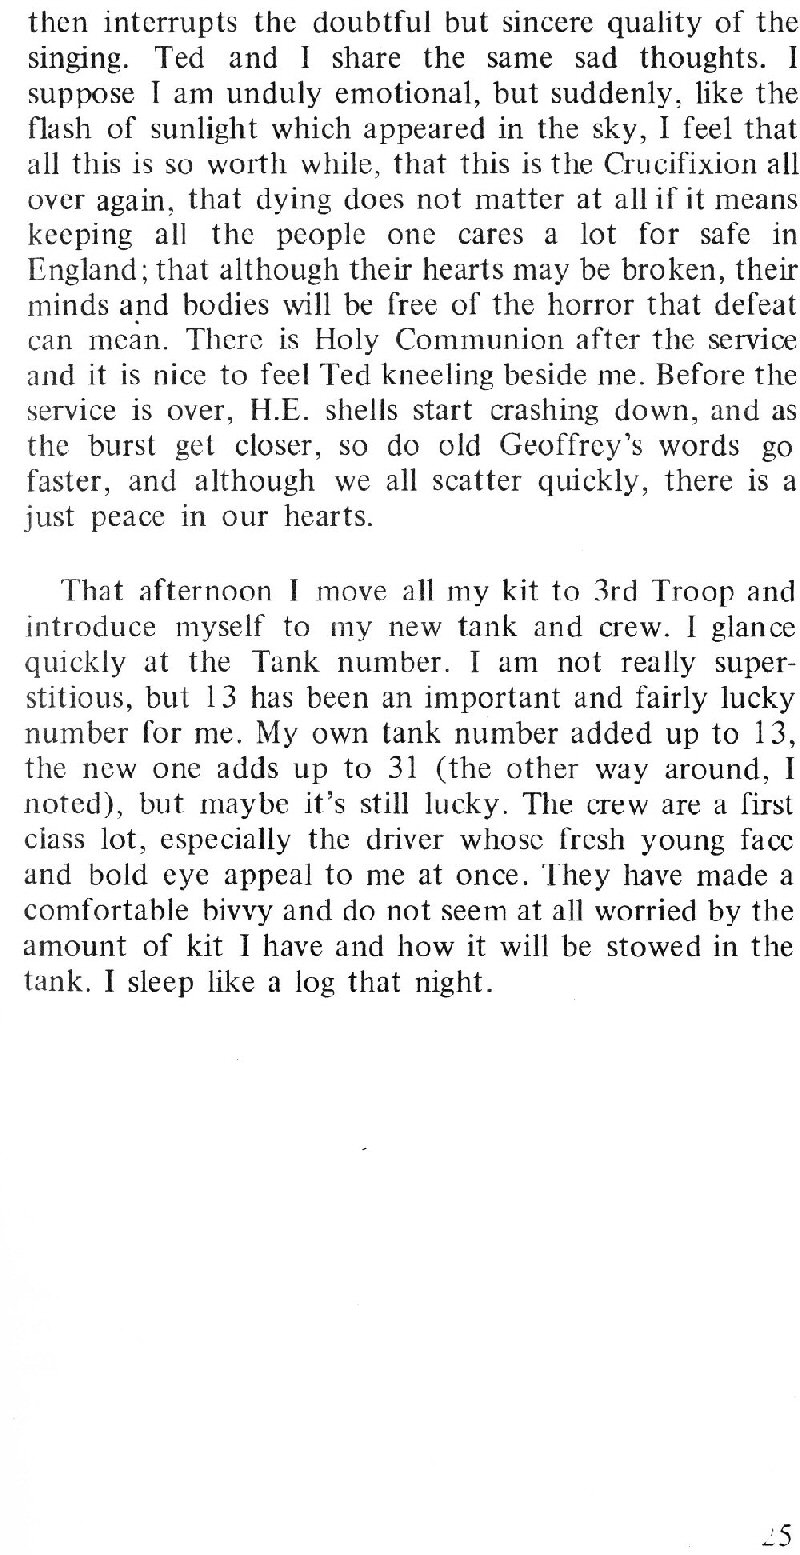 then interrupts the doubtful but sincere quality of the
singing. Ted and I share the same sad thoughts. I
suppose I am unduly emotional, but suddenly, like the
flash of sunlight which appeared in the sky, I feel that
all this is so worth while, that this is the Crucifixion all
over again, that dying does not matter at all if it means
keeping all the people one cares a lot for safe in
England; that although their hearts may be broken, their
minds and bodies will be free of the horror that defeat
can mean. There is Holy Communion after the service
and it is nice to feel Ted kneeling beside me. Before the
service is over, H.E. shells start crashing down, and as
the burst get closer, so do old Geoffrey's words go
faster, and although we all scatter quickly, there is a
just peace in our hearts.
That afternoon I move all my kit to 3rd Troop and
introduce myself to my new tank and crew. I glance
quickly at the Tank number. I am not really super-
stitious, but 13 has been an important and fairly lucky
number for me. My own tank number added up to 13,
the new one adds up to 31 (the other way around, I
noted), but maybe it's still lucky. The crew are a first
class lot, especially the driver whose fresh young face
and bold eye appeal to me at once. They have made a
comfortable bivvy and do not seem at all worried by the
amount of kit I have and how it will be stowed in the
tank. I sleep like a log that night.
25